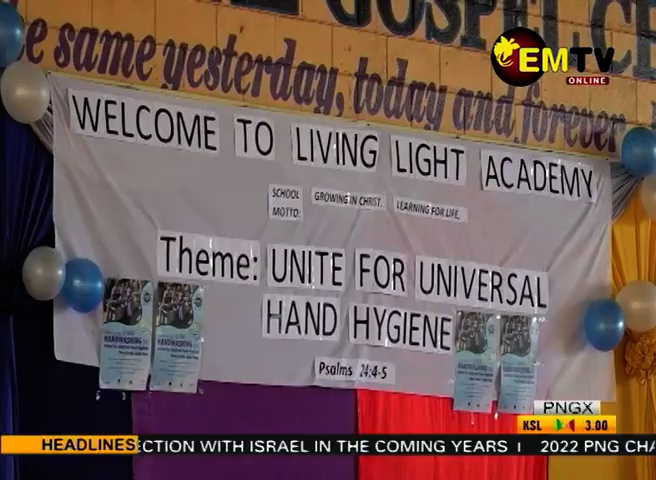 GOSPEL C
e same yesterday, today and forever
EMTV
ONLINE
WELCOME TO LIVING LIGHT ACADEMY
SCHOOL MOTTO: GROWING IN CHRIST. LEARNING FOR LIFE.
Theme: UNITE FOR UNIVERSAL
HAND HYGIENE
HANDWASHING
HANDWASHING
Psalms 24:4-5
PNGX
KSL 3.00
HEADLINES ECTION WITH ISRAEL IN THE COMING YEARS | 2022 PNG CHA